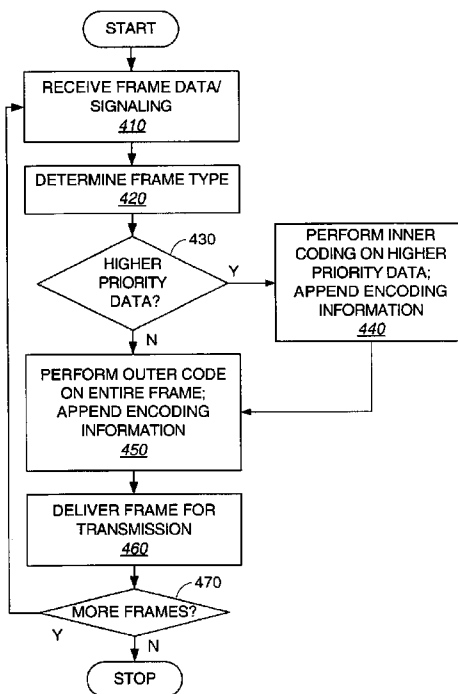 START
RECEIVE FRAME DATA/
SIGNALING
410
DETERMINE FRAME TYPE
420
430
HIGHER
PRIORITY
DATA?
Y
N
PERFORM INNER
CODING ON HIGHER
PRIORITY DATA;
APPEND ENCODING
INFORMATION
440
PERFORM OUTER CODE
ON ENTIRE FRAME;
APPEND ENCODING
INFORMATION
450
DELIVER FRAME FOR
TRANSMISSION
460
470
MORE FRAMES?
Y
N
STOP